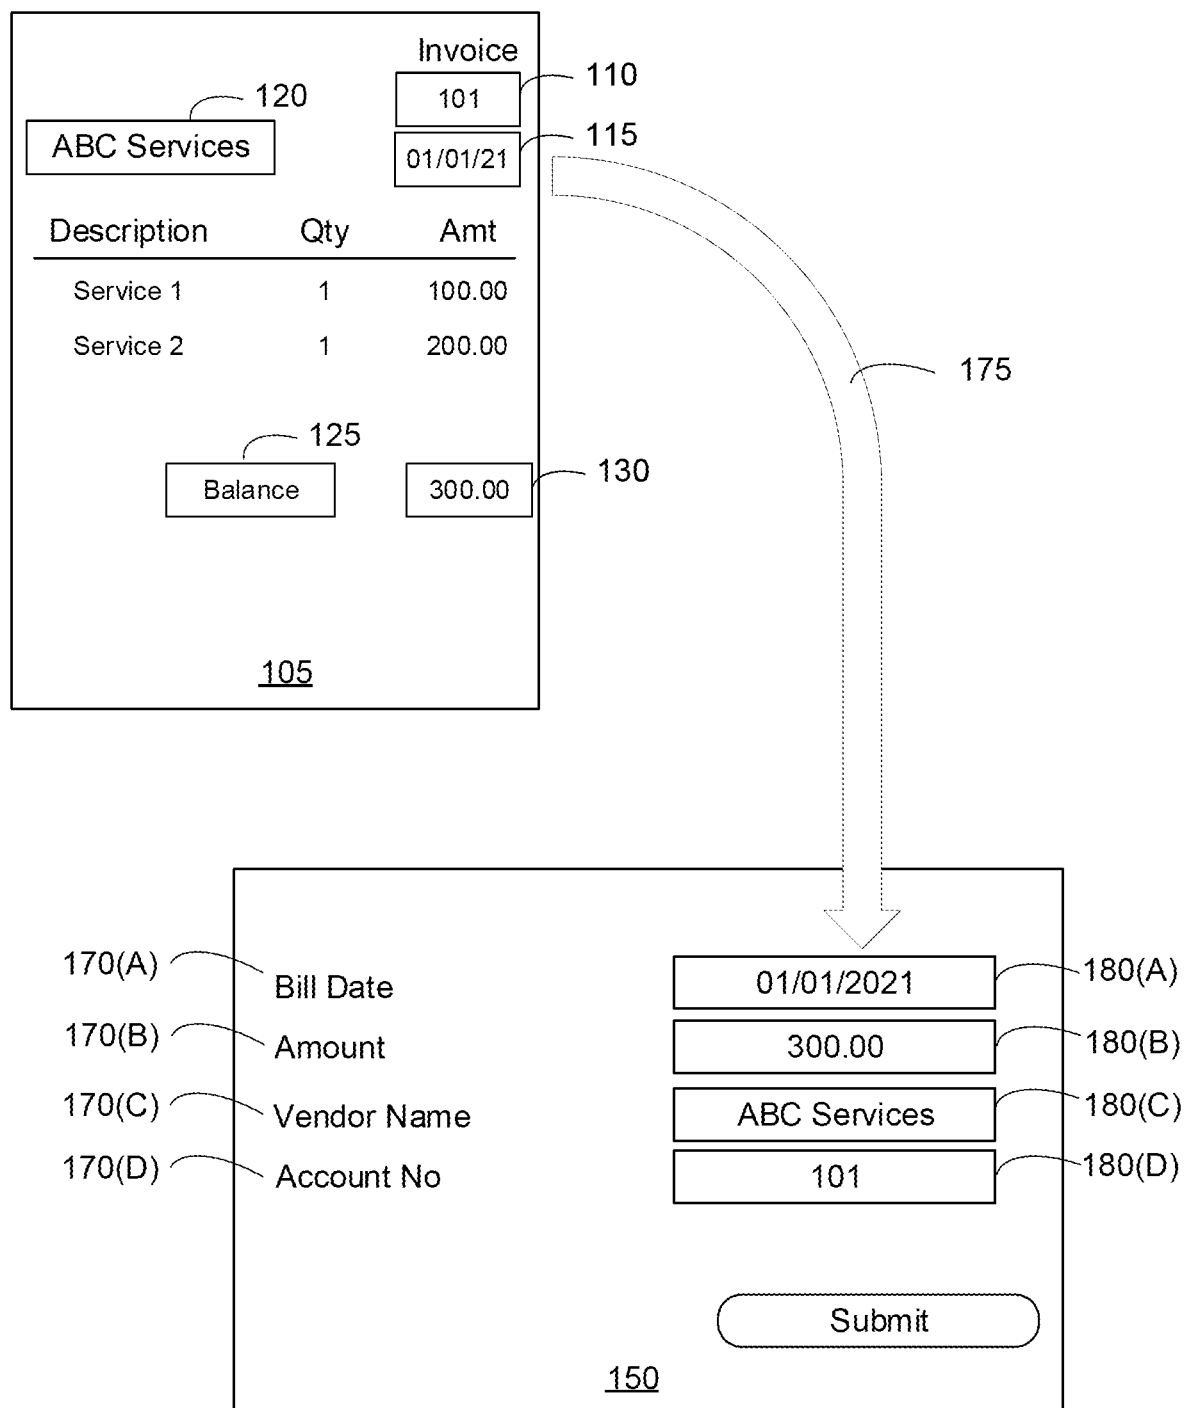 Invoice
110
101
120
ABC Services
115
01/01/21
Description Qty Amt
Service 1 1 100.00
Service 2 1 200.00
175
125
130
Balance 300.00
105
170(A) Bill Date 01/01/2021 180(A)
170(B) Amount 300.00 180(B)
170(C) Vendor Name ABC Services 180(C)
170(D) Account No 101 180(D)
Submit
150